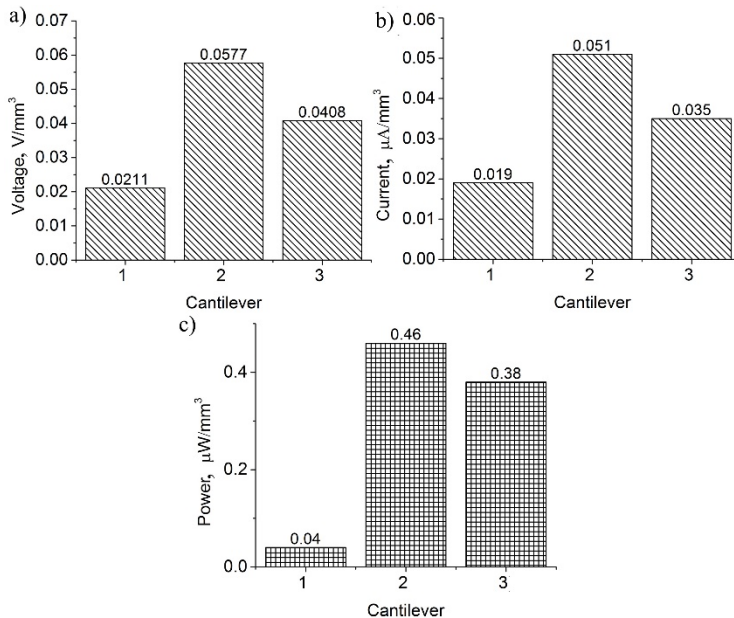 a)
Voltage, V/mm³
0.07
0.06
0.05
0.04
0.03
0.02
0.01
0.00
0.0211
0.0577
0.0408
1 2 3
Cantilever
b)
Current, μA/mm³
0.06
0.05
0.04
0.03
0.02
0.01
0.00
0.019
0.051
0.035
1 2 3
Cantilever
c)
Power, μW/mm³
0.4
0.2
0.0
0.04
0.46
0.38
1 2 3
Cantilever